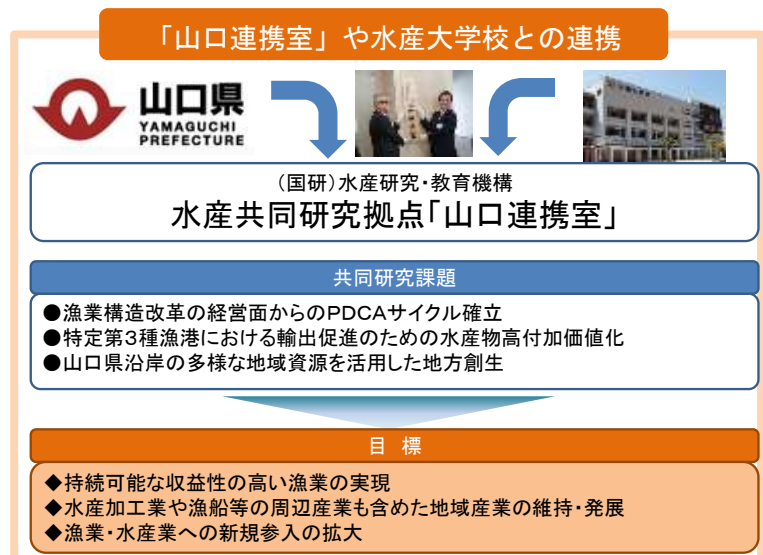 「山口連携室」や水産大学校との連携
山口県
YAMAGUCHI
PREFECTURE
(国研)水産研究・教育機構
水産共同研究拠点「山口連携室」
共同研究課題
●漁業構造改革の経営面からのPDCAサイクル確立
●特定第3種漁港における輸出促進のための水産物高付加価値化
●山口県沿岸の多様な地域資源を活用した地方創生
目 標
◆持続可能な収益性の高い漁業の実現
◆水産加工業や漁船等の周辺産業も含めた地域産業の維持・発展
◆漁業・水産業への新規参入の拡大